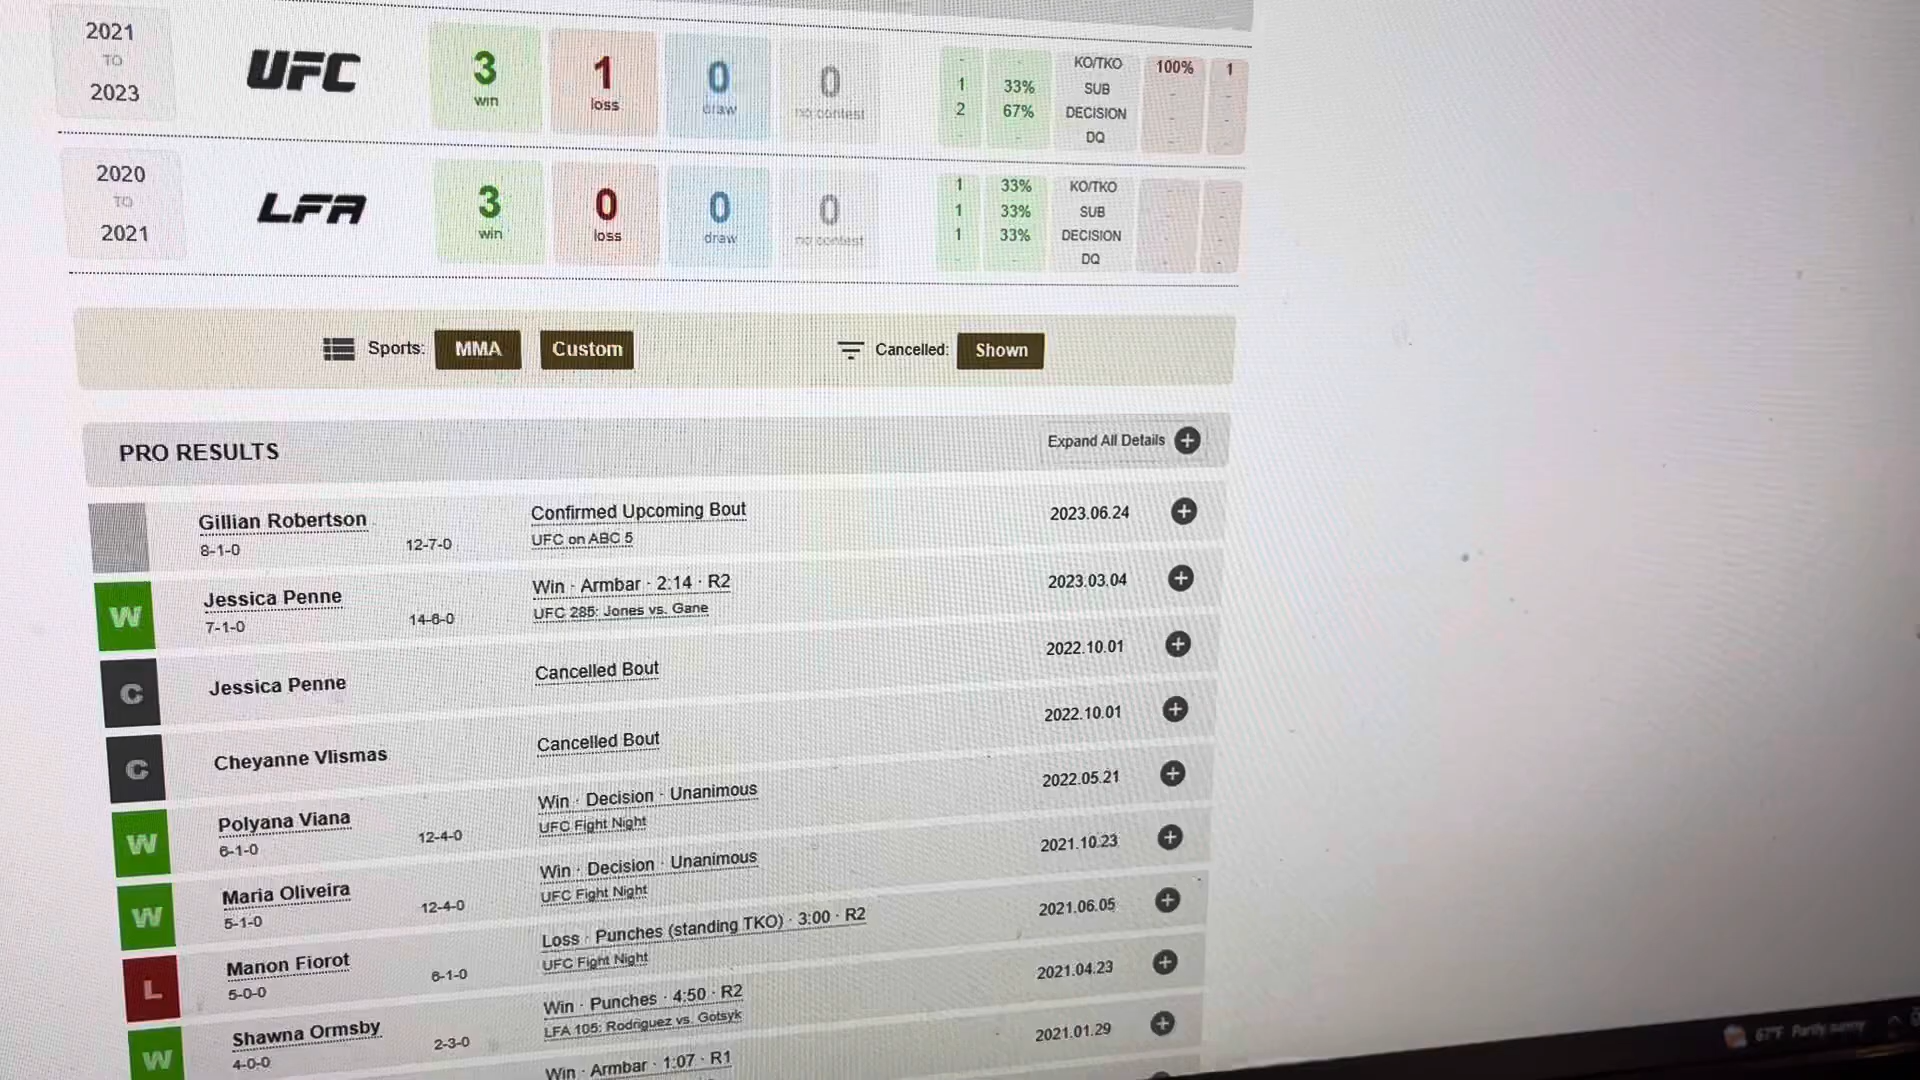 2021
TO
2023
UFC
3
win
1
loss
0
draw
0
no contest
- - KO/TKO 100% 1
1 33% SUB - -
2 67% DECISION - -
- - DQ - -
2020
TO
2021
LFA
3
win
0
loss
0
draw
0
no contest
1 33% KO/TKO - -
1 33% SUB - -
1 33% DECISION - -
- - DQ - -
Sports: MMA Custom Cancelled: Shown
PRO RESULTS Expand All Details
Gillian Robertson Confirmed Upcoming Bout 2023.06.24
8-1-0 12-7-0 UFC on ABC 5
W Jessica Penne Win · Armbar · 2:14 · R2 2023.03.04
7-1-0 14-6-0 UFC 285: Jones vs. Gane
C Jessica Penne Cancelled Bout 2022.10.01
C Cheyanne Vlismas Cancelled Bout 2022.10.01
W Polyana Viana Win · Decision · Unanimous 2022.05.21
6-1-0 12-4-0 UFC Fight Night
W Maria Oliveira Win · Decision · Unanimous 2021.10.23
5-1-0 12-4-0 UFC Fight Night
L Manon Fiorot Loss · Punches (standing TKO) · 3:00 · R2 2021.06.05
5-0-0 6-1-0 UFC Fight Night
W Shawna Ormsby Win · Punches · 4:50 · R2 2021.04.23
4-0-0 2-3-0 LFA 105: Rodriguez vs. Gotsyk
Win · Armbar · 1:07 · R1 2021.01.29
67°F Partly sunny